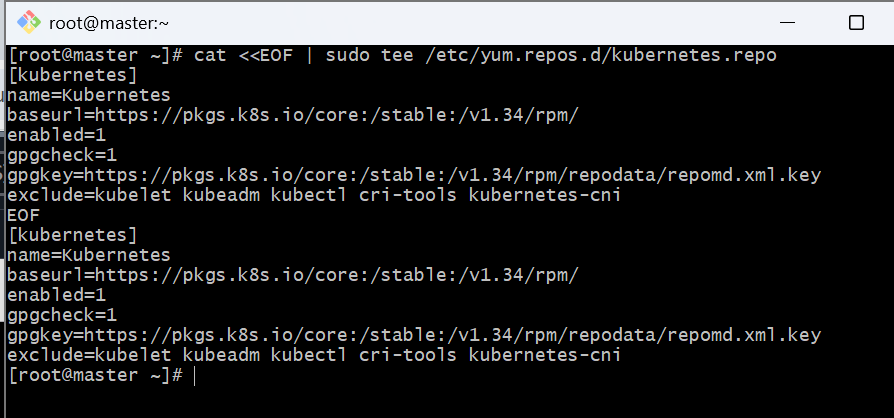 root@master:~
[root@master ~]# cat <<EOF | sudo tee /etc/yum.repos.d/kubernetes.repo
[kubernetes]
name=Kubernetes
baseurl=https://pkgs.k8s.io/core:/stable:/v1.34/rpm/
enabled=1
gpgcheck=1
gpgkey=https://pkgs.k8s.io/core:/stable:/v1.34/rpm/repodata/repomd.xml.key
exclude=kubelet kubeadm kubectl cri-tools kubernetes-cni
EOF
[kubernetes]
name=Kubernetes
baseurl=https://pkgs.k8s.io/core:/stable:/v1.34/rpm/
enabled=1
gpgcheck=1
gpgkey=https://pkgs.k8s.io/core:/stable:/v1.34/rpm/repodata/repomd.xml.key
exclude=kubelet kubeadm kubectl cri-tools kubernetes-cni
[root@master ~]#